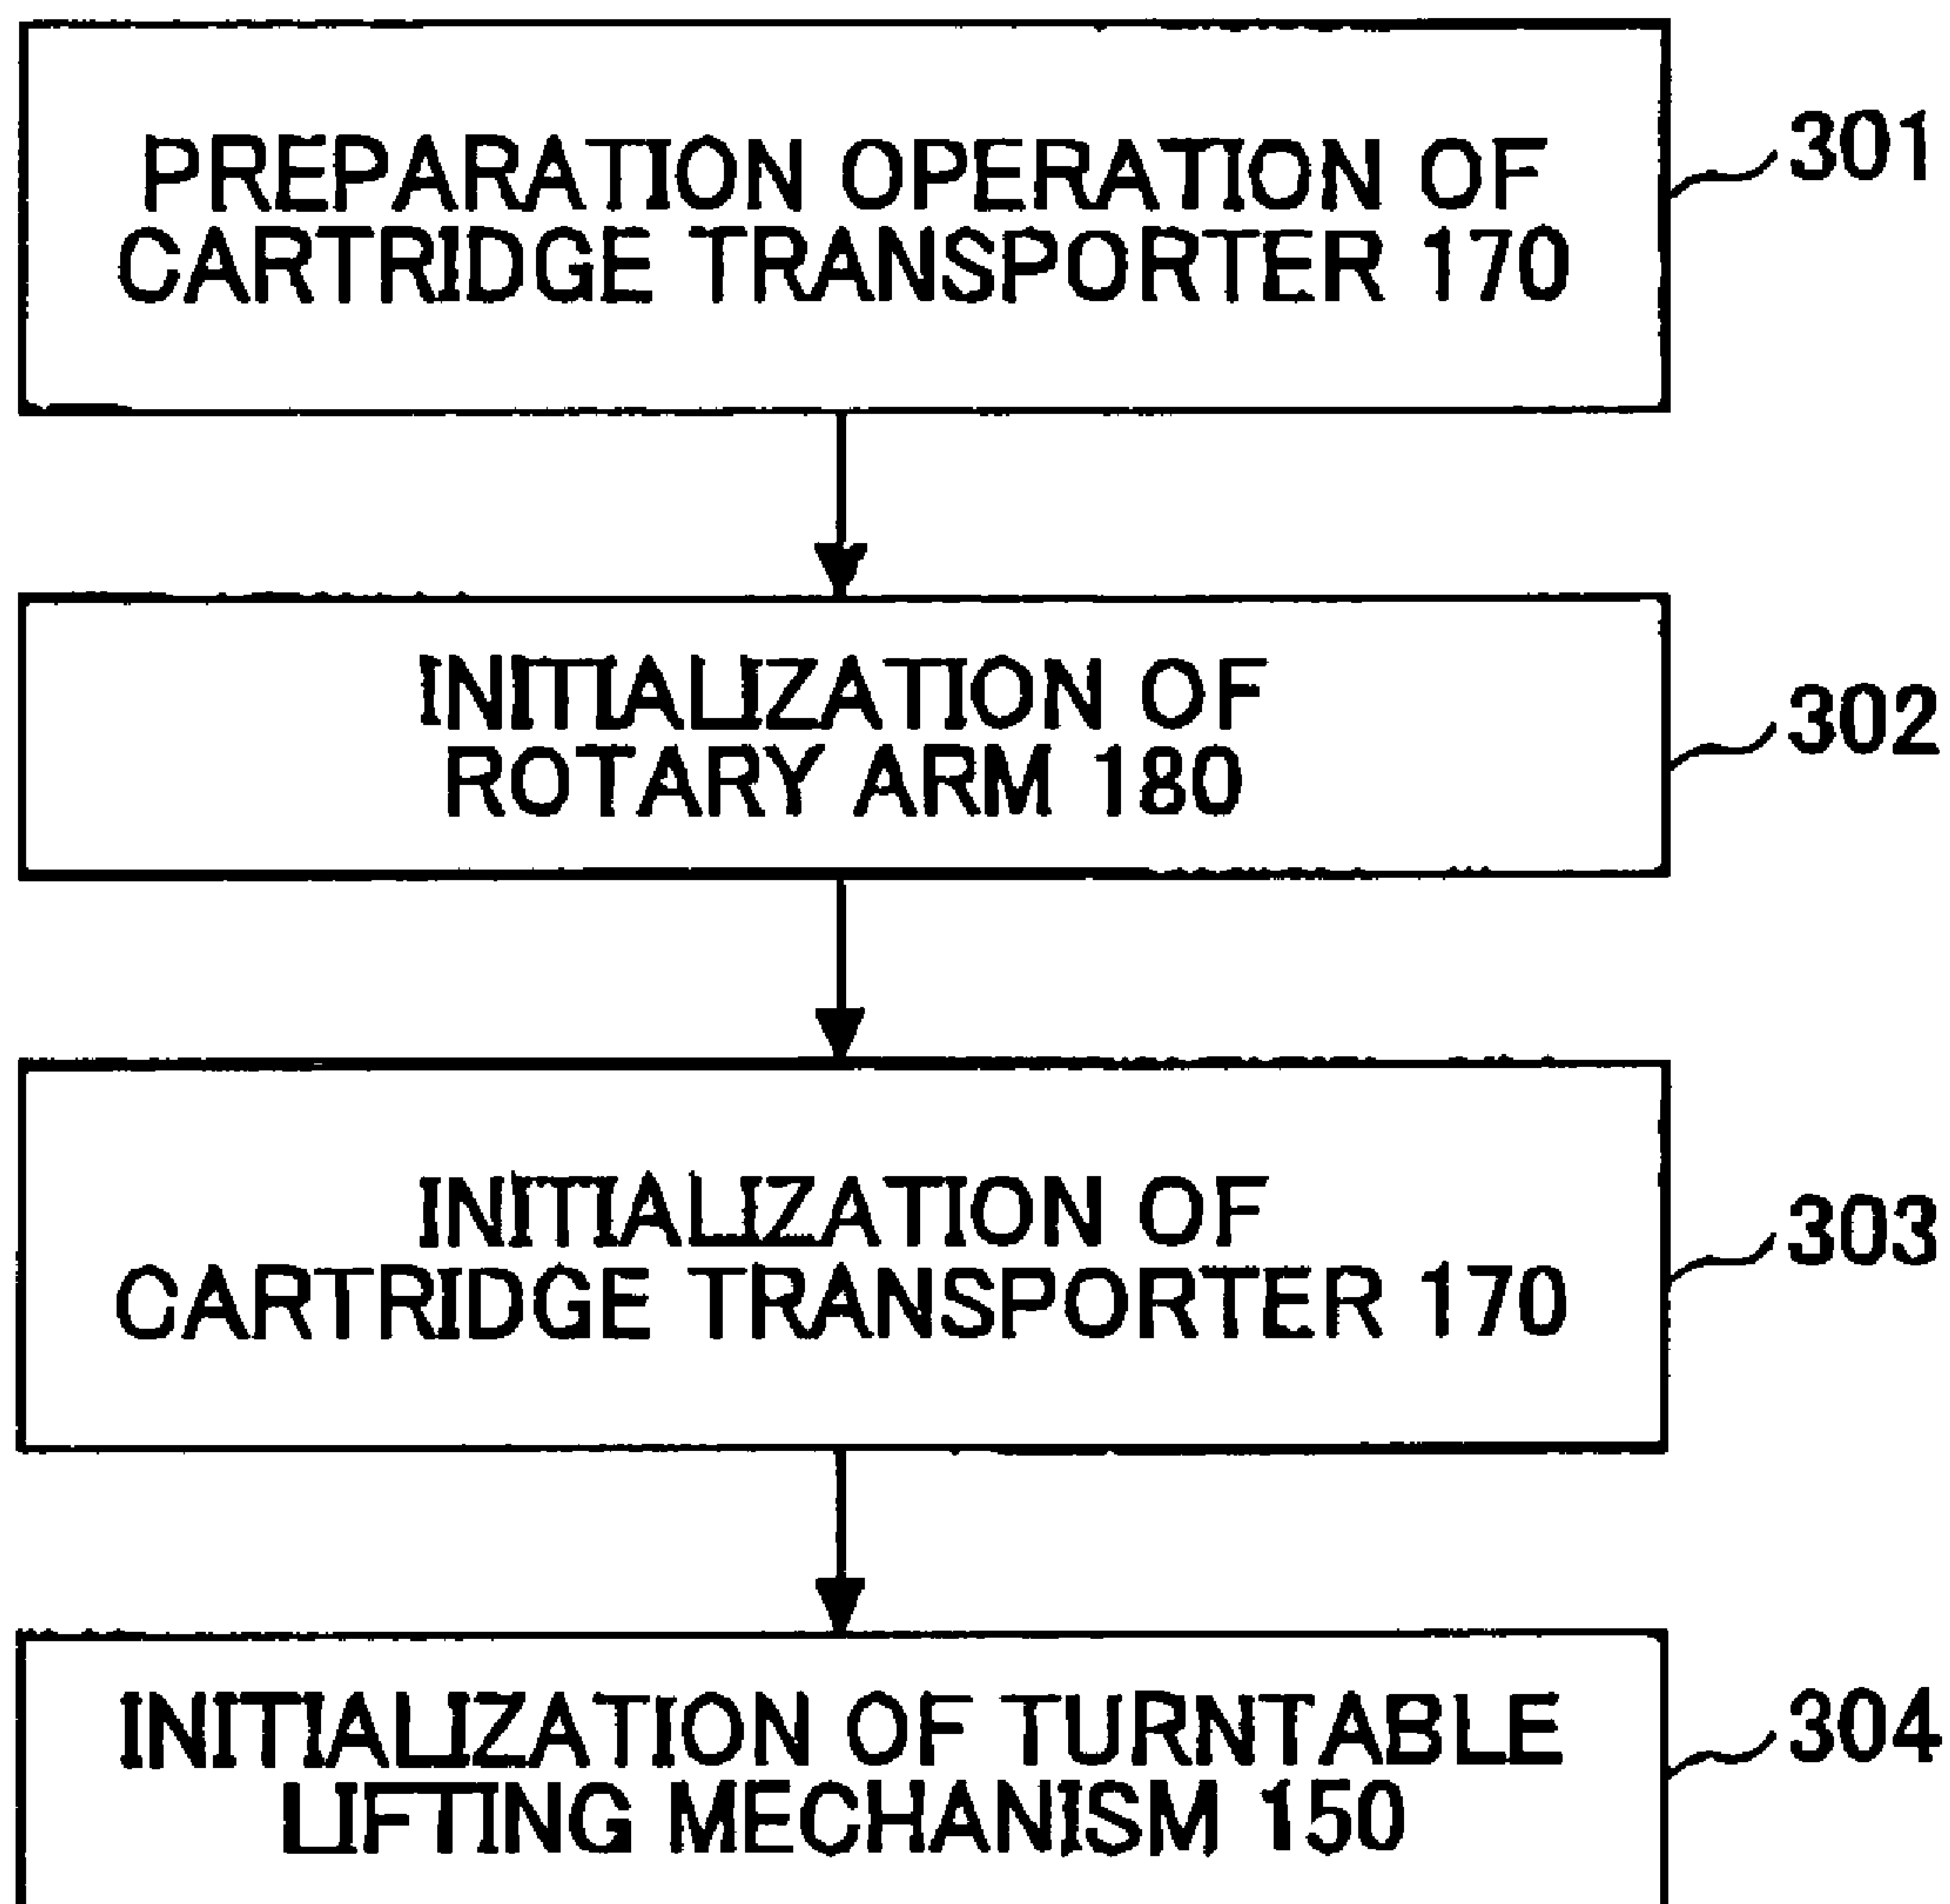 PREPARATION OPERATION OF
CARTRIDGE TRANSPORTER 170
301
INITIALIZATION OF
ROTARY ARM 180
302
INITIALIZATION OF
CARTRIDGE TRANSPORTER 170
303
INITIALIZATION OF TURNTABLE
LIFTING MECHANISM 150
304